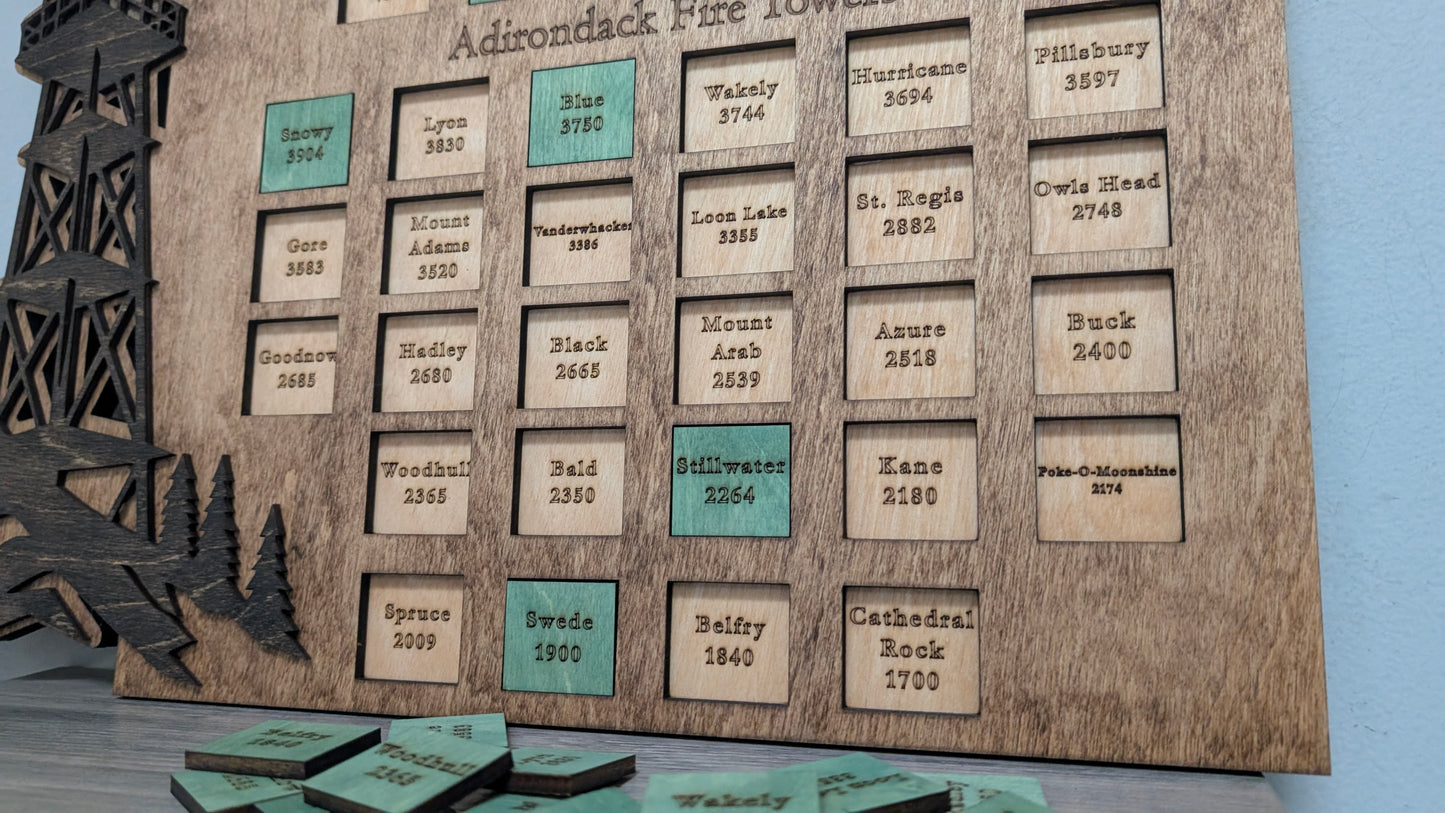 Adirondack Fire Towers
Snowy
3904
Lyon
3830
Blue
3750
Wakely
3744
Hurricane
3694
Pillsbury
3597
Gore
3583
Mount
Adams
3520
Vanderwhacker
3386
Loon Lake
3355
St. Regis
2882
Owls Head
2748
Goodnow
2685
Hadley
2680
Black
2665
Mount
Arab
2539
Azure
2518
Buck
2400
Woodhull
2365
Bald
2350
Stillwater
2264
Kane
2180
Poke-O-Moonshine
2174
Spruce
2009
Swede
1900
Belfry
1840
Cathedral
Rock
1700
Belfry
1840
Woodhull
2365
Wakely